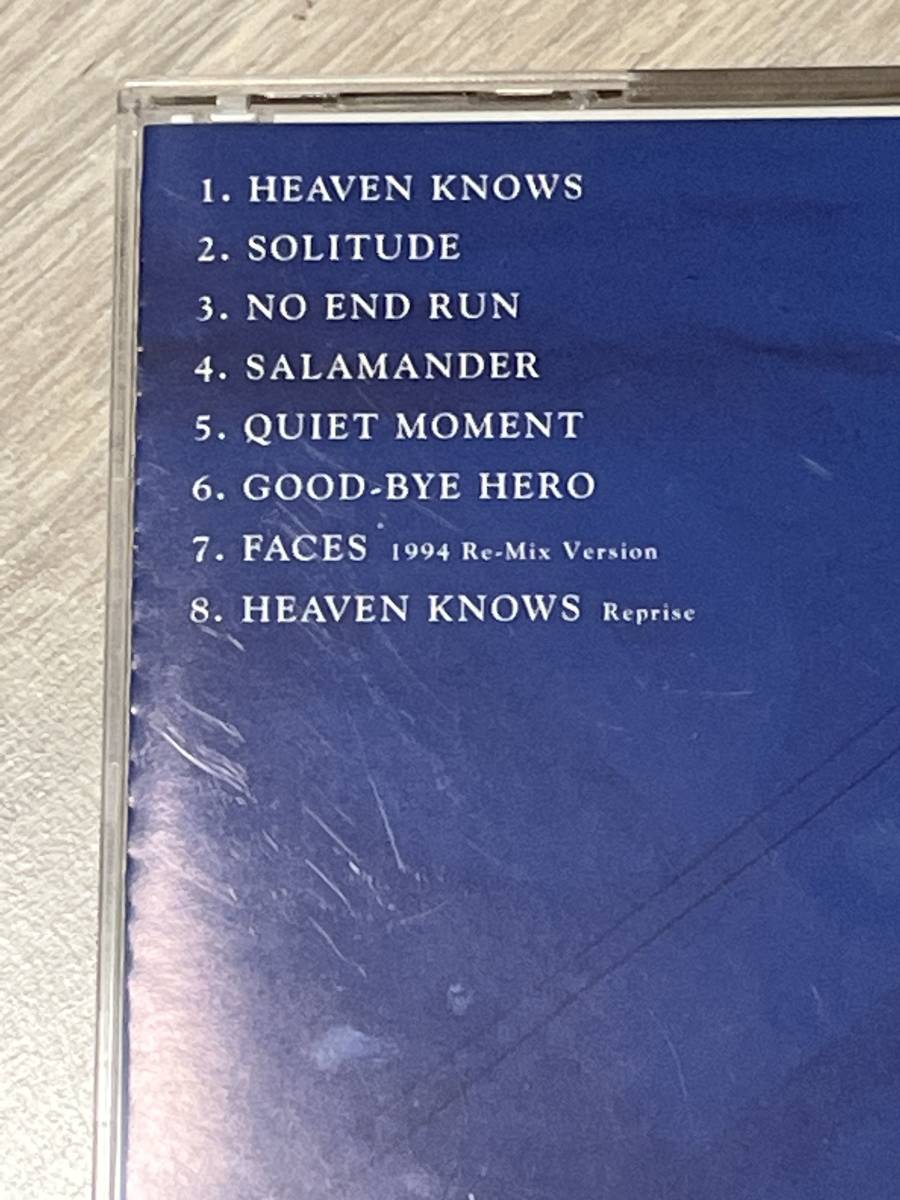 1. HEAVEN KNOWS
2. SOLITUDE
3. NO END RUN
4. SALAMANDER
5. QUIET MOMENT
6. GOOD-BYE HERO
7. FACES 1994 Re-Mix Version
8. HEAVEN KNOWS Reprise